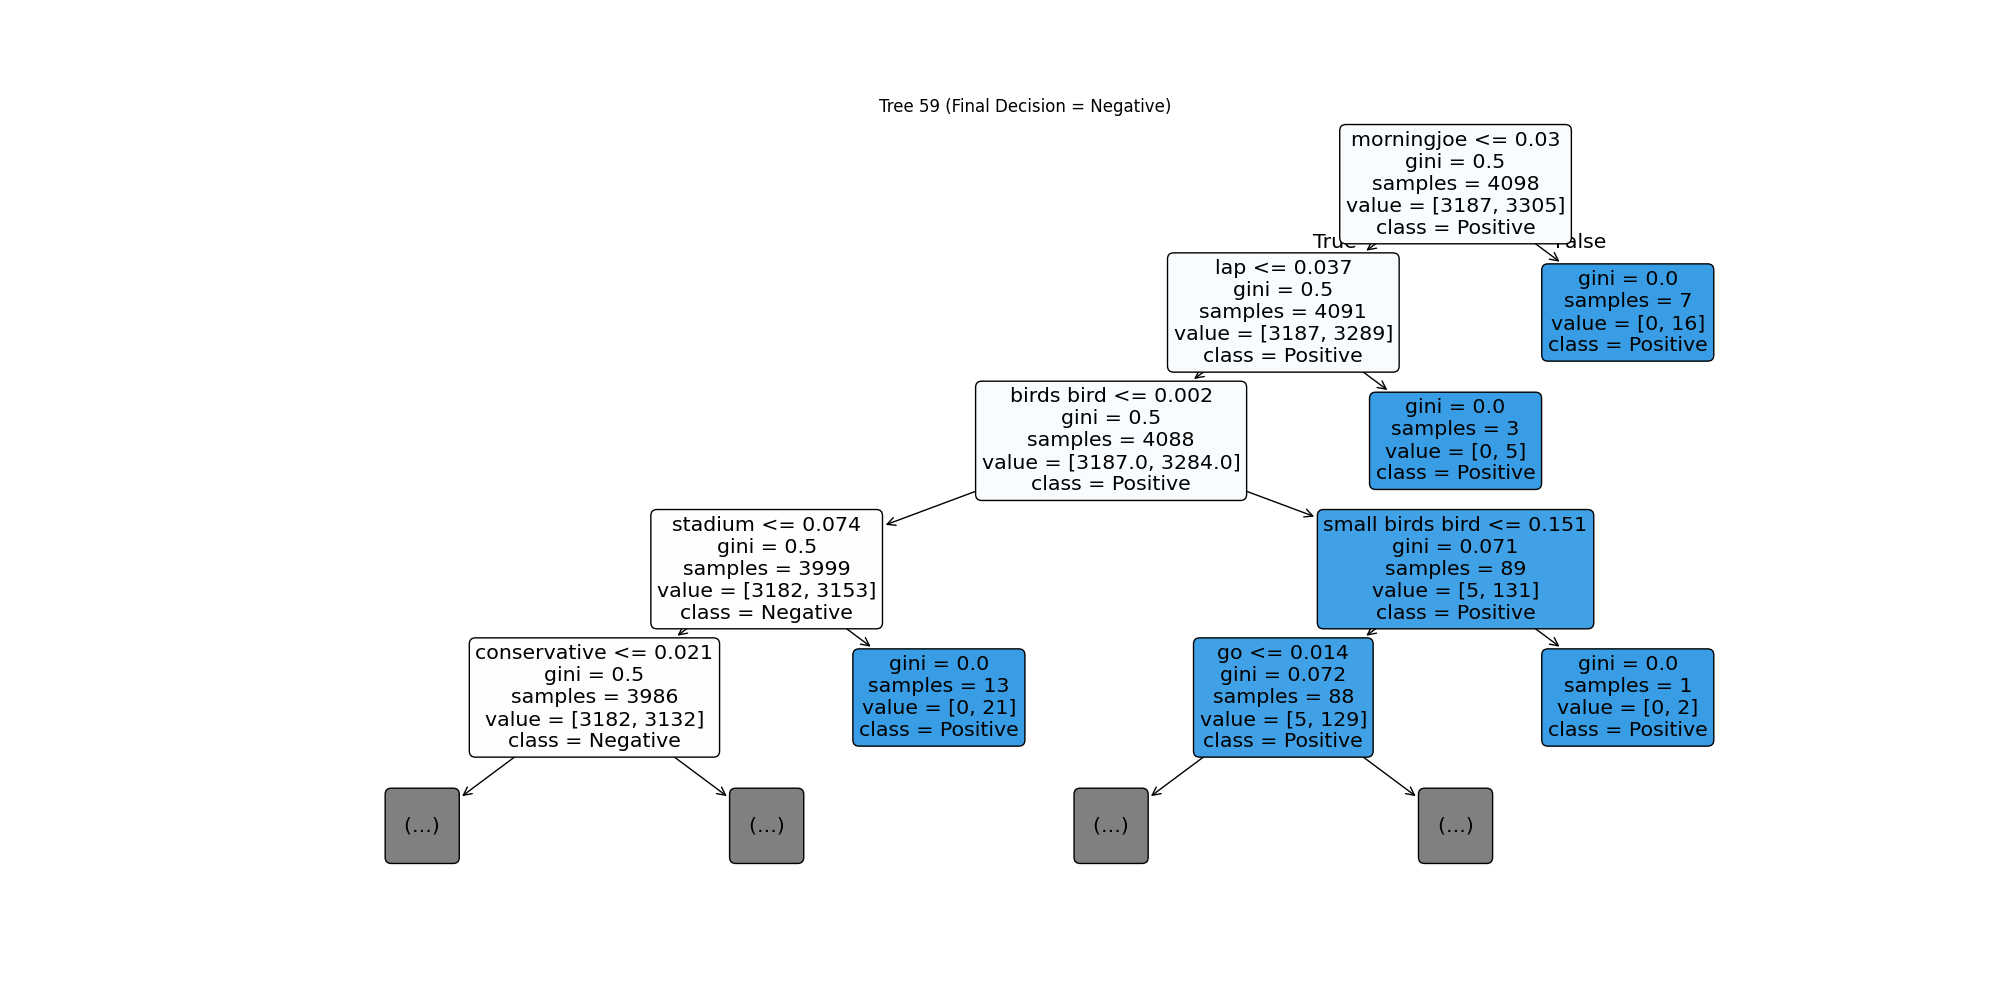 Tree 59 (Final Decision = Negative)
morningjoe <= 0.03
gini = 0.5
samples = 4098
value = [3187, 3305]
class = Positive
True
False
lap <= 0.037
gini = 0.5
samples = 4091
value = [3187, 3289]
class = Positive
gini = 0.0
samples = 7
value = [0, 16]
class = Positive
birds bird <= 0.002
gini = 0.5
samples = 4088
value = [3187.0, 3284.0]
class = Positive
gini = 0.0
samples = 3
value = [0, 5]
class = Positive
stadium <= 0.074
gini = 0.5
samples = 3999
value = [3182, 3153]
class = Negative
small birds bird <= 0.151
gini = 0.071
samples = 89
value = [5, 131]
class = Positive
conservative <= 0.021
gini = 0.5
samples = 3986
value = [3182, 3132]
class = Negative
gini = 0.0
samples = 13
value = [0, 21]
class = Positive
go <= 0.014
gini = 0.072
samples = 88
value = [5, 129]
class = Positive
gini = 0.0
samples = 1
value = [0, 2]
class = Positive
(...)
(...)
(...)
(...)